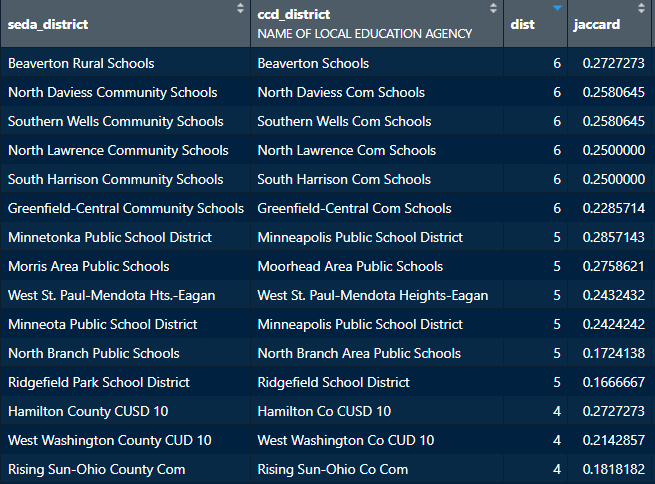 seda_district ccd_district NAME OF LOCAL EDUCATION AGENCY dist jaccard
Beaverton Rural Schools Beaverton Schools 6 0.2727273
North Daviess Community Schools North Daviess Com Schools 6 0.2580645
Southern Wells Community Schools Southern Wells Com Schools 6 0.2580645
North Lawrence Community Schools North Lawrence Com Schools 6 0.2500000
South Harrison Community Schools South Harrison Com Schools 6 0.2500000
Greenfield-Central Community Schools Greenfield-Central Com Schools 6 0.2285714
Minnetonka Public School District Minneapolis Public School District 5 0.2857143
Morris Area Public Schools Moorhead Area Public Schools 5 0.2758621
West St. Paul-Mendota Hts.-Eagan West St. Paul-Mendota Heights-Eagan 5 0.2432432
Minneota Public School District Minneapolis Public School District 5 0.2424242
North Branch Public Schools North Branch Area Public Schools 5 0.1724138
Ridgefield Park School District Ridgefield School District 5 0.1666667
Hamilton County CUSD 10 Hamilton Co CUSD 10 4 0.2727273
West Washington County CUD 10 West Washington Co CUD 10 4 0.2142857
Rising Sun-Ohio County Com Rising Sun-Ohio Co Com 4 0.1818182